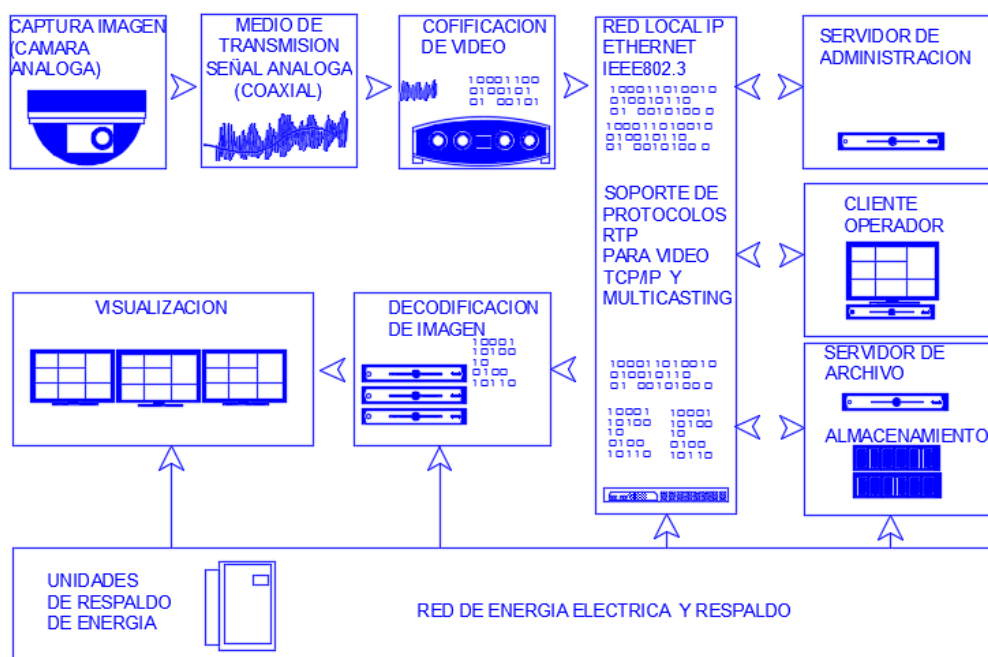 CAPTURA IMAGEN
(CAMARA
ANALOGA)
MEDIO DE
TRANSMISION
SEÑAL ANALOGA
(COAXIAL)
COFIFICACION
DE VIDEO
10001100
0100101
01 00101
RED LOCAL IP
ETHERNET
IEEE802.3
100011010010
010010110
01 0010100 0
100011010010
010010110
01 0010100 0
SOPORTE DE
PROTOCOLOS
RTP
PARA VIDEO
TCP/IP Y
MULTICASTING
100011010010
010010110
01 0010100 0
10001
10100
10
0100
10110
10001
10100
10
0100
10110
SERVIDOR DE
ADMINISTRACION
CLIENTE
OPERADOR
SERVIDOR DE
ARCHIVO
ALMACENAMIENTO
VISUALIZACION
DECODIFICACION
DE IMAGEN
10001
10100
10
0100
10110
UNIDADES
DE RESPALDO
DE ENERGIA
RED DE ENERGIA ELECTRICA Y RESPALDO